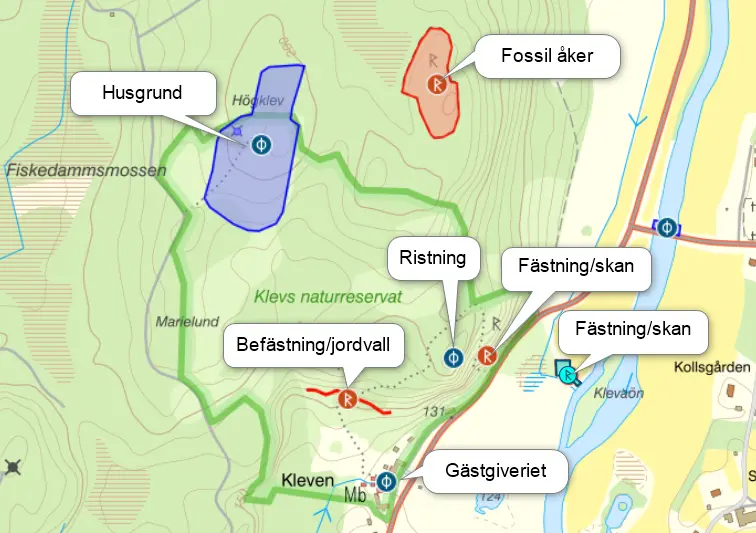 Fossil åker
R
Husgrund
200
Högklev
Fiskedammsmossen
Ristning
Fästning/skan
Klevs naturreservat
R
Marielund
Fästning/skan
Befästning/jordvall
Kollsgården
Klevaön
131
Gästgiveriet
Kleven
Mb
124
S